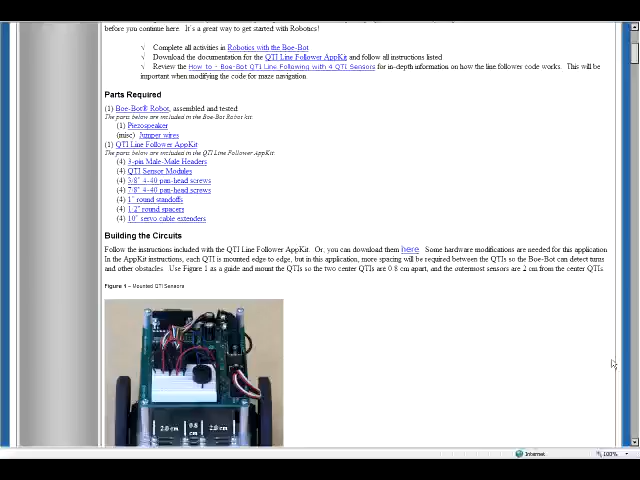 before you continue here. It's a great way to get started with Robotics!
√ Complete all activities in Robotics with the Boe-Bot
√ Download the documentation for the QTI Line Follower AppKit and follow all instructions listed
√ Review the How to - Boe-Bot QTI Line Following with 4 QTI Sensors for in-depth information on how the line follower code works. This will
important when modifying the code for maze navigation.
Parts Required
(1) Boe-Bot® Robot, assembled and tested
The parts below are included in the Boe-Bot Robot kit:
(1) Piezospeaker
(misc) Jumper wires
(1) QTI Line Follower AppKit
The parts below are included in the QTI Line Follower AppKit:
(4) 3-pin Male-Male Headers
(4) QTI Sensor Modules
(4) 3/8" 4-40 pan-head screws
(4) 7/8" 4-40 pan-head screws
(4) 1" round standoffs
(4) 1/2" round spacers
(4) 10" servo cable extenders
Building the Circuits
Follow the instructions included with the QTI Line Follower AppKit. Or, you can download them here. Some hardware modifications are needed for this application
In the AppKit instructions, each QTI is mounted edge to edge, but in this application, more spacing will be required between the QTIs so the Boe-Bot can detect turns
and other obstacles. Use Figure 1 as a guide and mount the QTIs so the two center QTIs are 0.8 cm apart, and the outermost sensors are 2 cm from the center QTIs.
Figure 1 – Mounted QTI Sensors
2.0 cm 0.8 cm 2.0 cm
Internet 100%